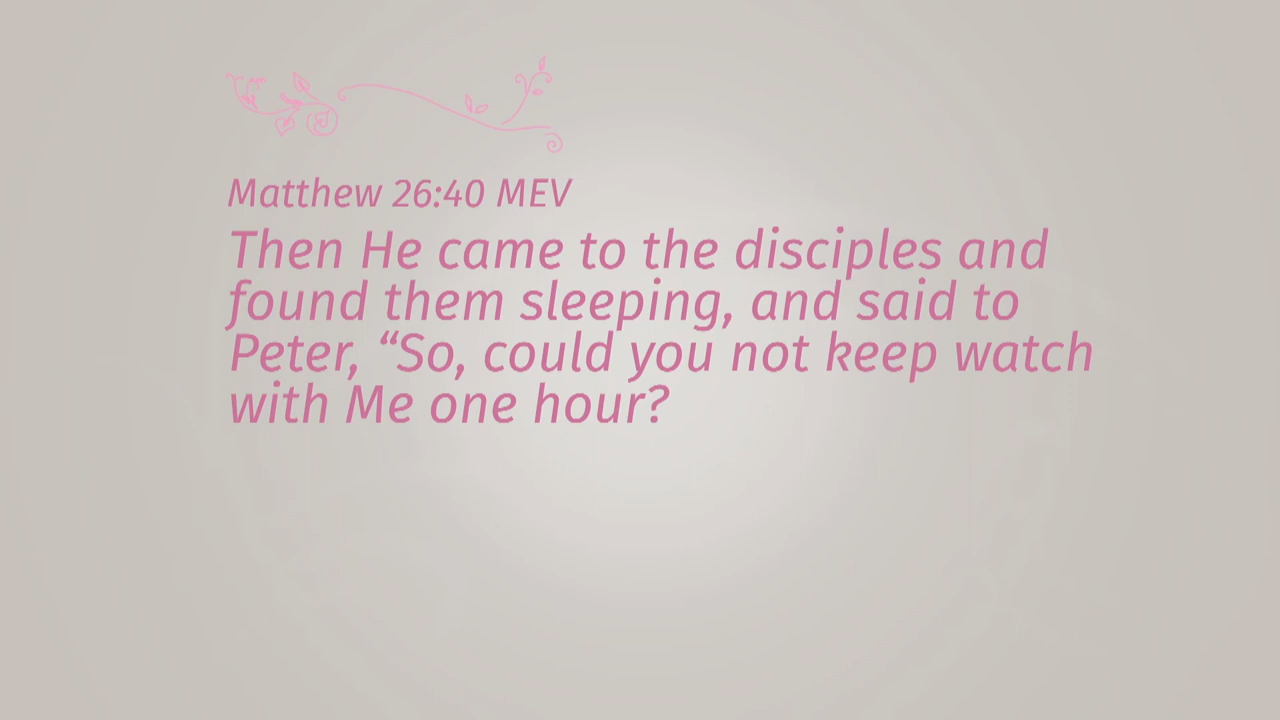 Matthew 26:40 MEV
Then He came to the disciples and
found them sleeping, and said to
Peter, “So, could you not keep watch
with Me one hour?